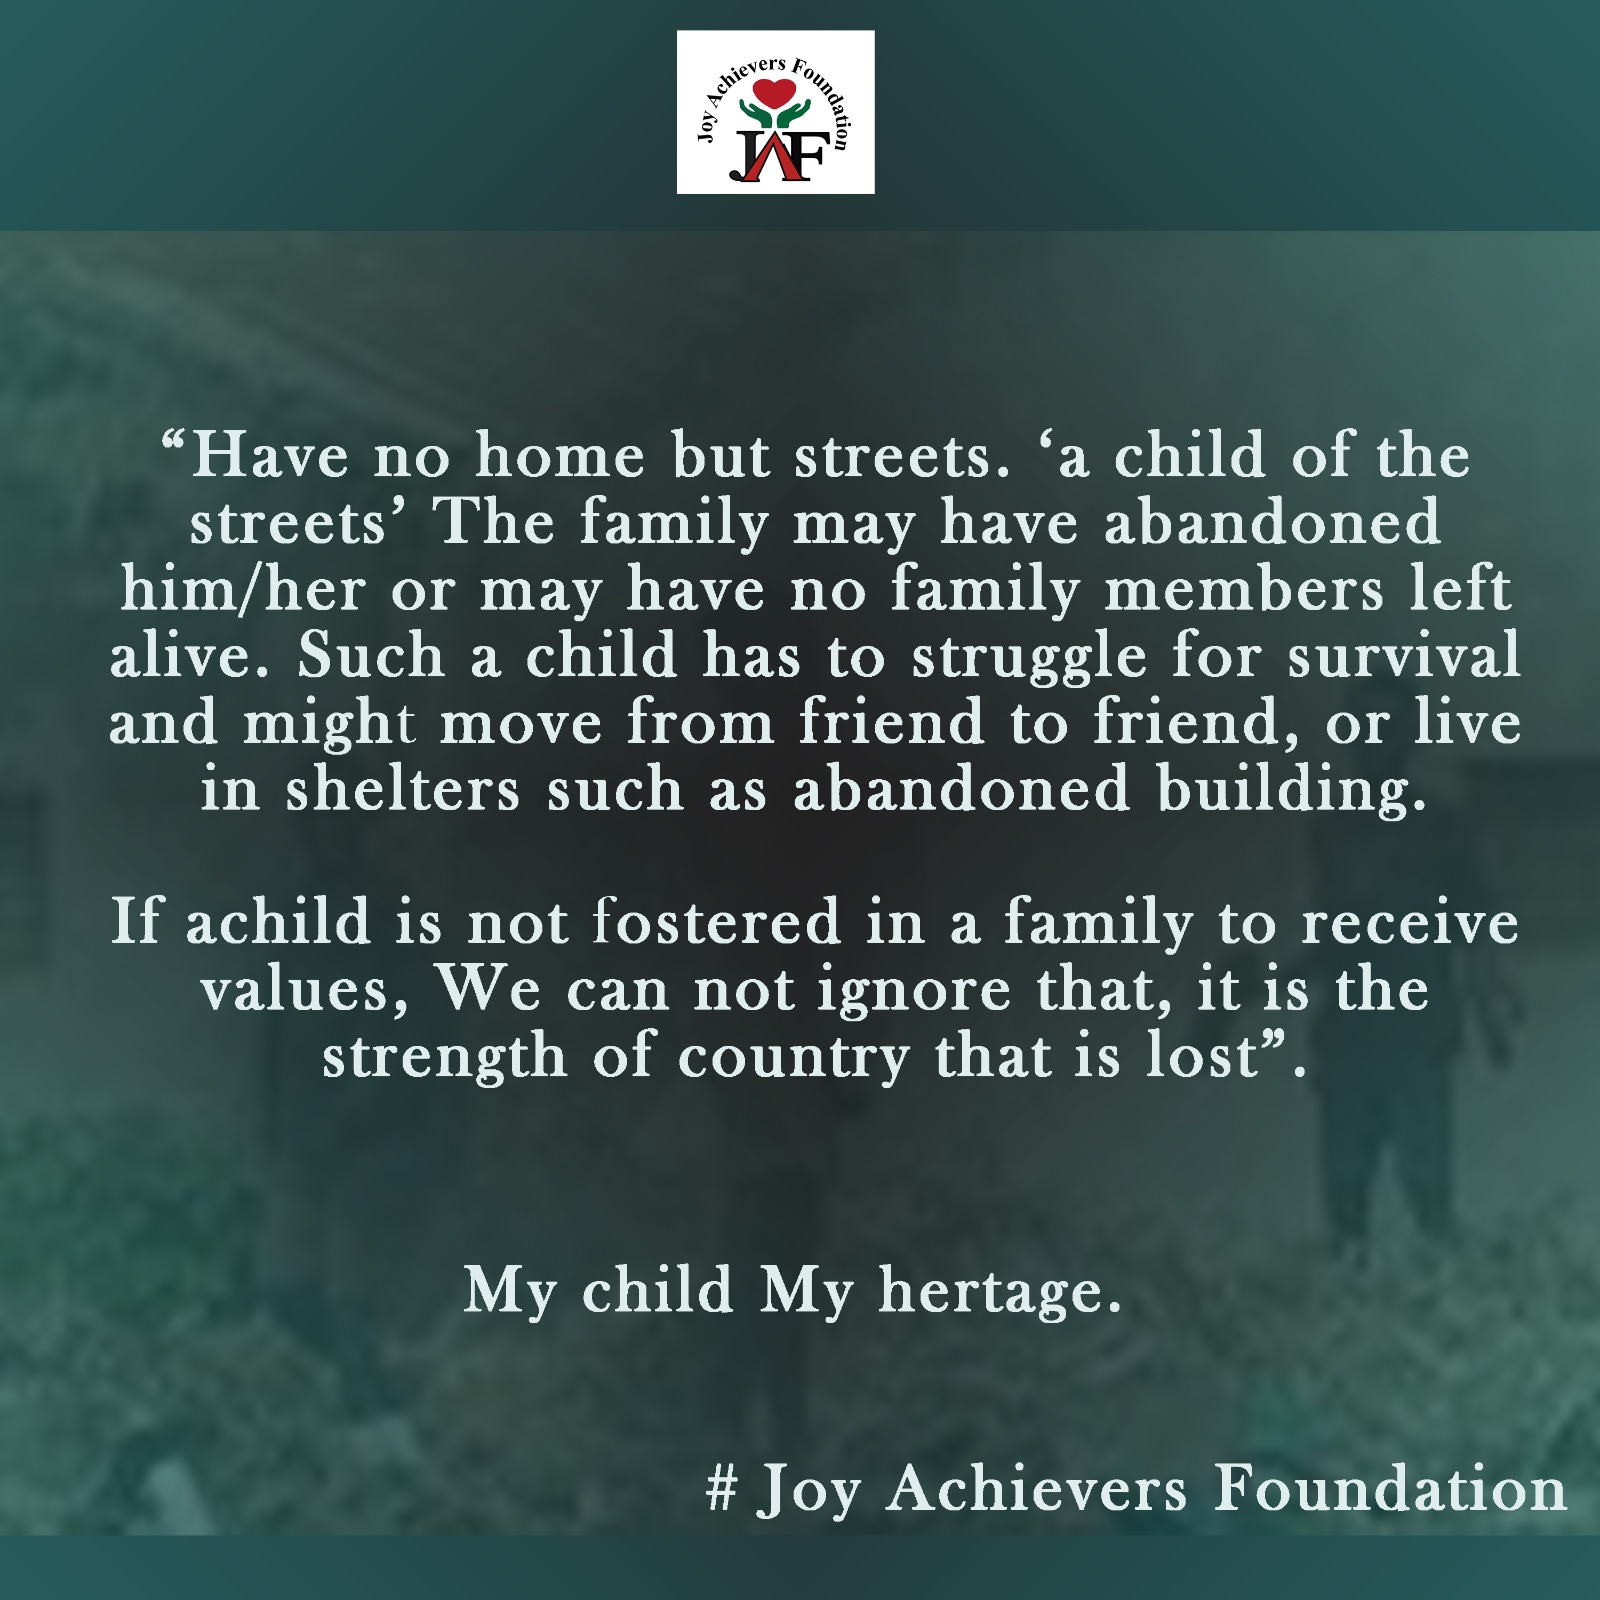 Joy Achievers Foundation
JAF
“Have no home but streets. ‘a child of the
streets’ The family may have abandoned
him/her or may have no family members left
alive. Such a child has to struggle for survival
and might move from friend to friend, or live
in shelters such as abandoned building.
If achild is not fostered in a family to receive
values, We can not ignore that, it is the
strength of country that is lost”.
My child My hertage.
# Joy Achievers Foundation